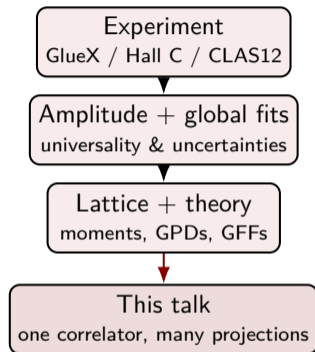 Experiment
GlueX / Hall C / CLAS12
Amplitude + global fits
universality & uncertainties
Lattice + theory
moments, GPDs, GFFs
This talk
one correlator, many projections